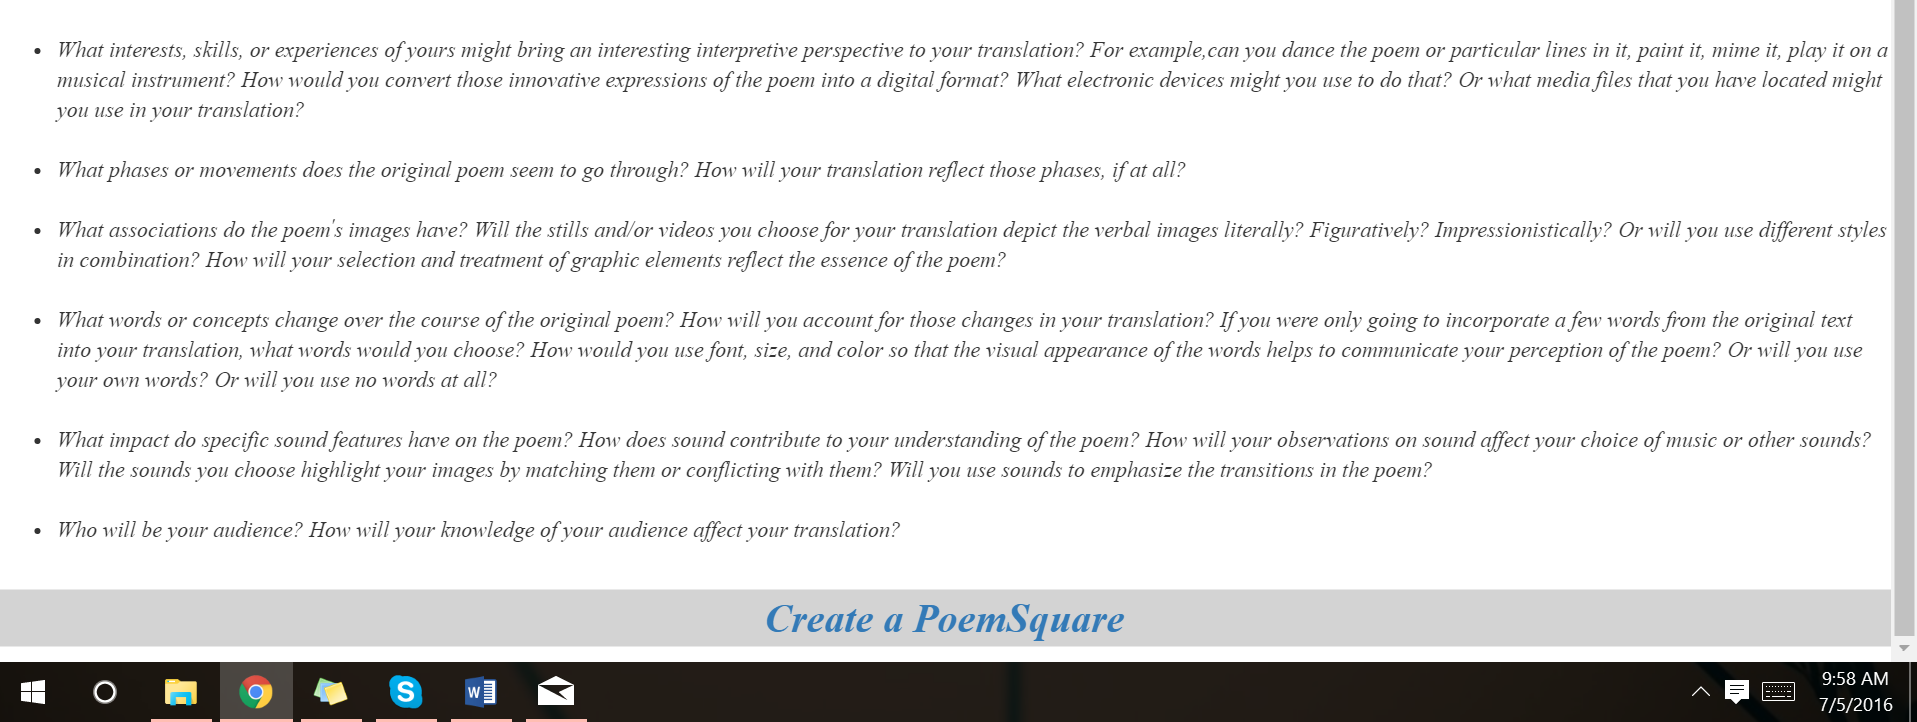 • What interests, skills, or experiences of yours might bring an interesting interpretive perspective to your translation? For example,can you dance the poem or particular lines in it, paint it, mime it, play it on a
musical instrument? How would you convert those innovative expressions of the poem into a digital format? What electronic devices might you use to do that? Or what media files that you have located might
you use in your translation?
• What phases or movements does the original poem seem to go through? How will your translation reflect those phases, if at all?
• What associations do the poem's images have? Will the stills and/or videos you choose for your translation depict the verbal images literally? Figuratively? Impressionistically? Or will you use different styles
in combination? How will your selection and treatment of graphic elements reflect the essence of the poem?
• What words or concepts change over the course of the original poem? How will you account for those changes in your translation? If you were only going to incorporate a few words from the original text
into your translation, what words would you choose? How would you use font, size, and color so that the visual appearance of the words helps to communicate your perception of the poem? Or will you use
your own words? Or will you use no words at all?
• What impact do specific sound features have on the poem? How does sound contribute to your understanding of the poem? How will your observations on sound affect your choice of music or other sounds?
Will the sounds you choose highlight your images by matching them or conflicting with them? Will you use sounds to emphasize the transitions in the poem?
• Who will be your audience? How will your knowledge of your audience affect your translation?
Create a PoemSquare
S
W
9:58 AM
7/5/2016